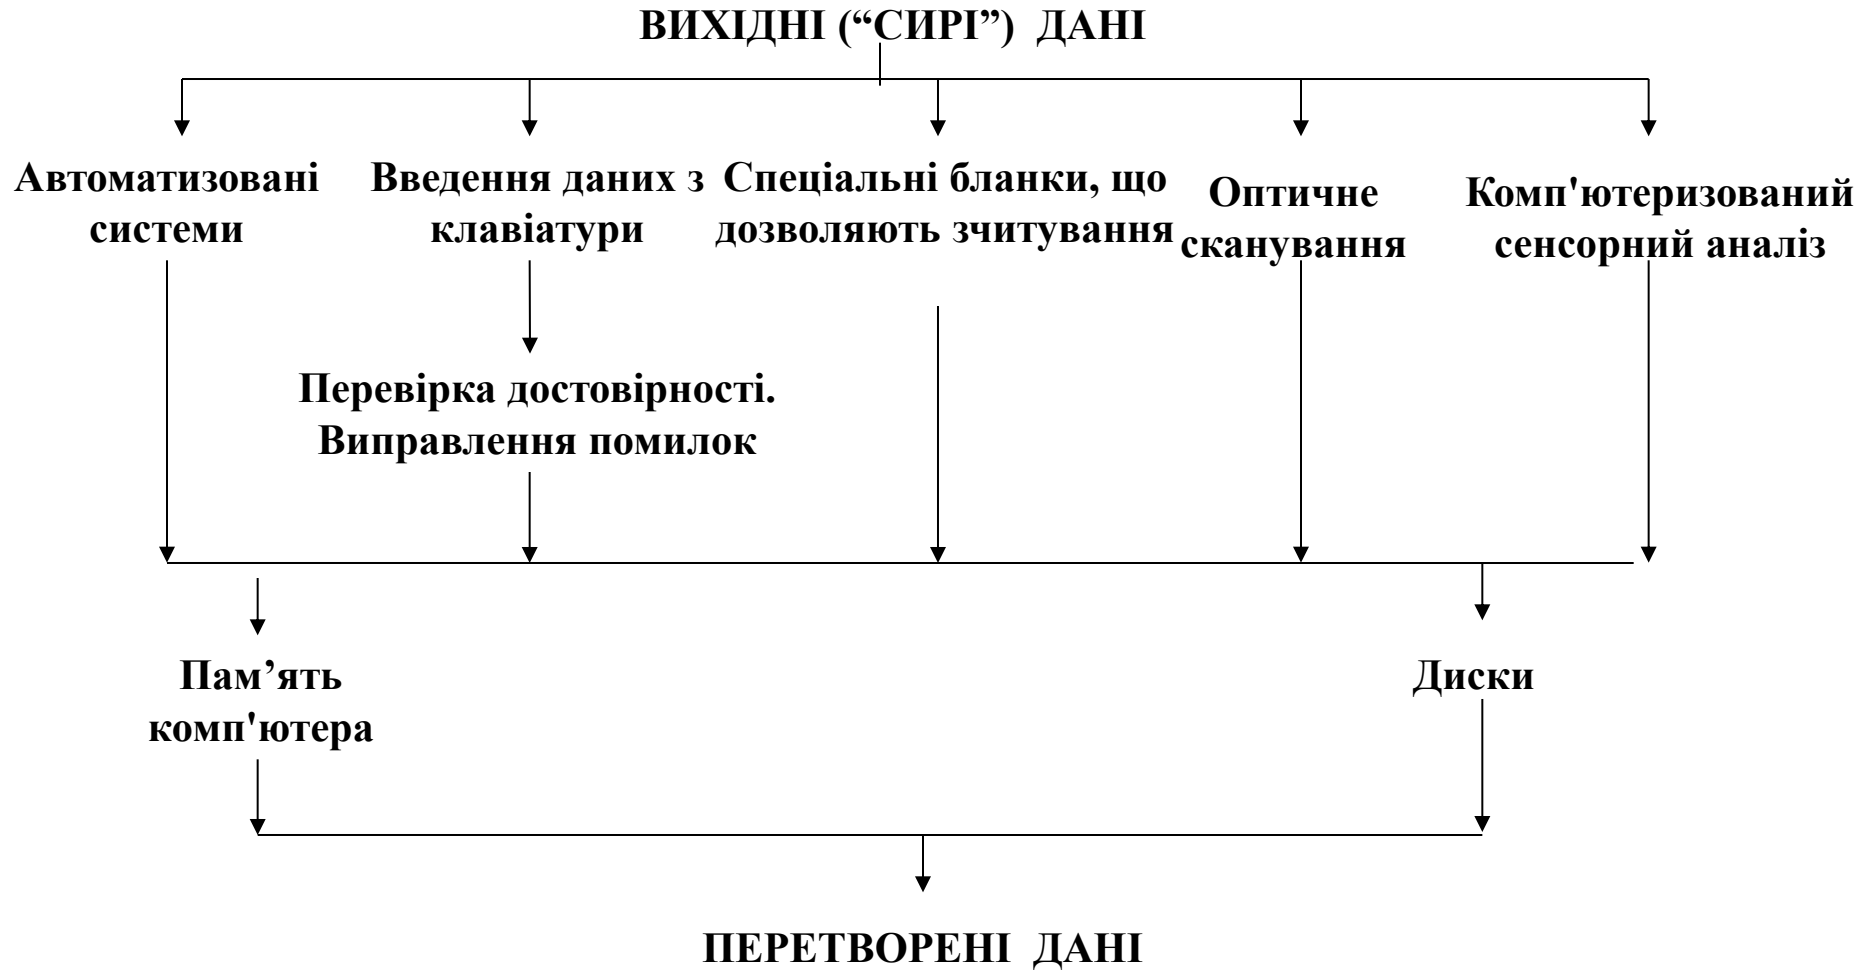 ВИХІДНІ (“СИРІ”) ДАНІ
Автоматизовані
системи
Введення даних з
клавіатури
Спеціальні бланки, що
дозволяють зчитування
Оптичне
сканування
Комп'ютеризований
сенсорний аналіз
Перевірка достовірності.
Виправлення помилок
Пам’ять
комп'ютера
Диски
ПЕРЕТВОРЕНІ ДАНІ